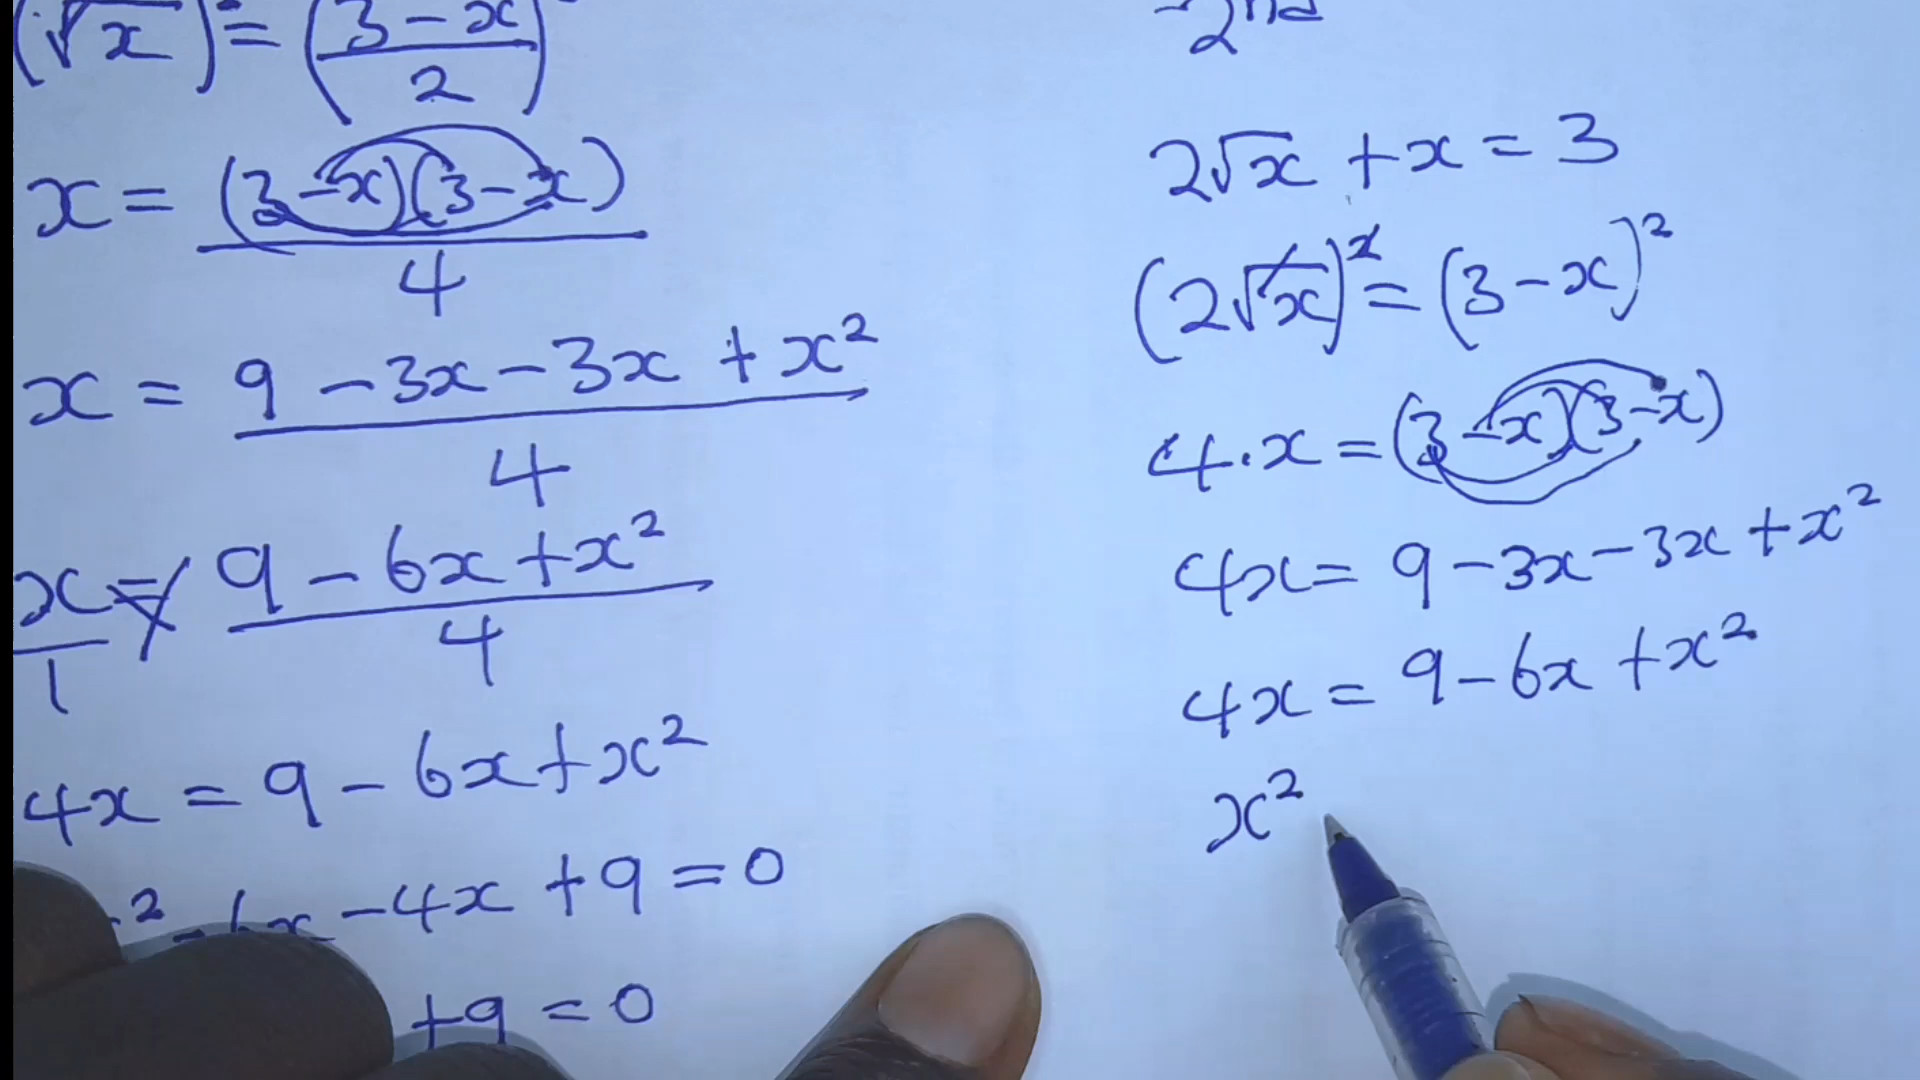 (√x)² = ((3-x)/2)
x = (3-x)(3-x)/4
x = (9-3x-3x+x²)/4
x/1 = (9-6x+x²)/4
4x = 9-6x+x²
² - 6x - 4x + 9 = 0
+9 = 0
2nd
2√x + x = 3
(2√x)² = (3-x)²
4.x = (3-x)(3-x)
4x = 9-3x-3x+x²
4x = 9-6x+x²
x²